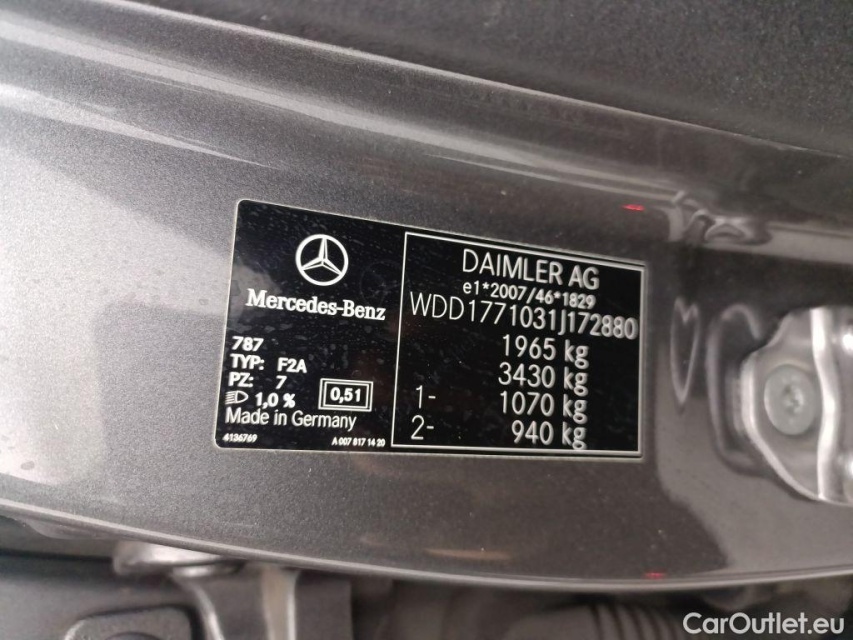 Mercedes-Benz
787
TYP: F2A
PZ: 7
1,0 %
0,51
Made in Germany
4136769
A 007 817 14 20
DAIMLER AG
e1*2007/46*1829
WDD1771031J172880
1965 kg
3430 kg
1- 1070 kg
2- 940 kg
CarOutlet.eu